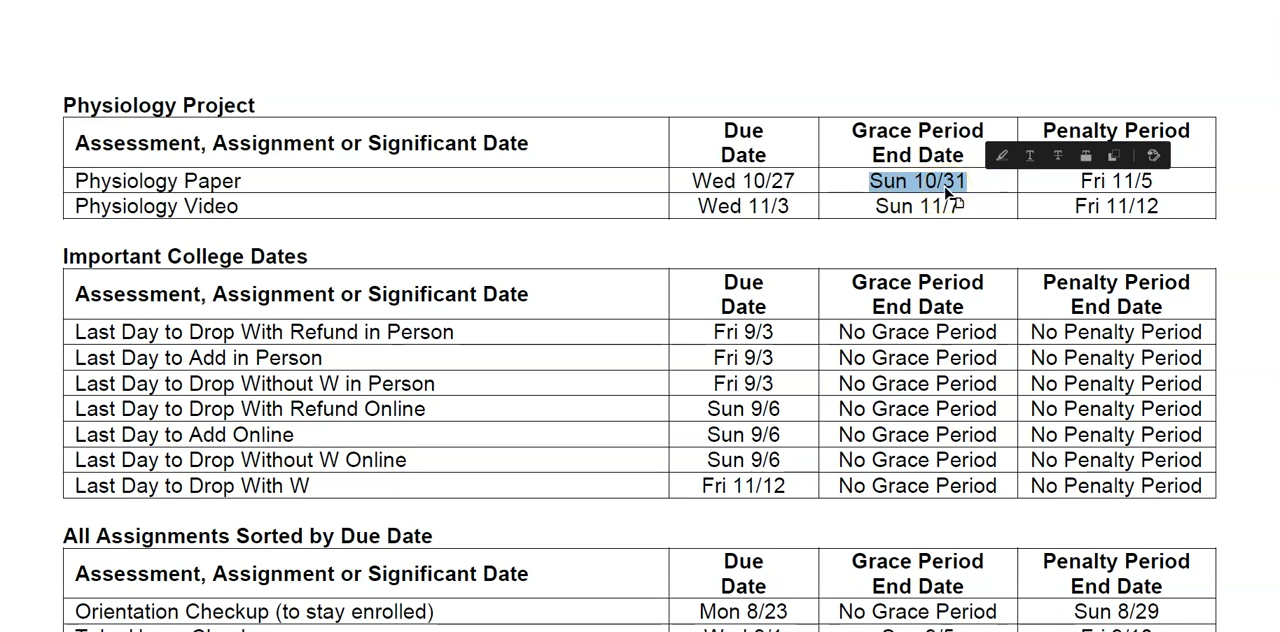 Physiology Project
Assessment, Assignment or Significant Date Due Date Grace Period End Date Penalty Period
Physiology Paper Wed 10/27 Sun 10/31 Fri 11/5
Physiology Video Wed 11/3 Sun 11/7 Fri 11/12
Important College Dates
Assessment, Assignment or Significant Date Due Date Grace Period End Date Penalty Period End Date
Last Day to Drop With Refund in Person Fri 9/3 No Grace Period No Penalty Period
Last Day to Add in Person Fri 9/3 No Grace Period No Penalty Period
Last Day to Drop Without W in Person Fri 9/3 No Grace Period No Penalty Period
Last Day to Drop With Refund Online Sun 9/6 No Grace Period No Penalty Period
Last Day to Add Online Sun 9/6 No Grace Period No Penalty Period
Last Day to Drop Without W Online Sun 9/6 No Grace Period No Penalty Period
Last Day to Drop With W Fri 11/12 No Grace Period No Penalty Period
All Assignments Sorted by Due Date
Assessment, Assignment or Significant Date Due Date Grace Period End Date Penalty Period End Date
Orientation Checkup (to stay enrolled) Mon 8/23 No Grace Period Sun 8/29